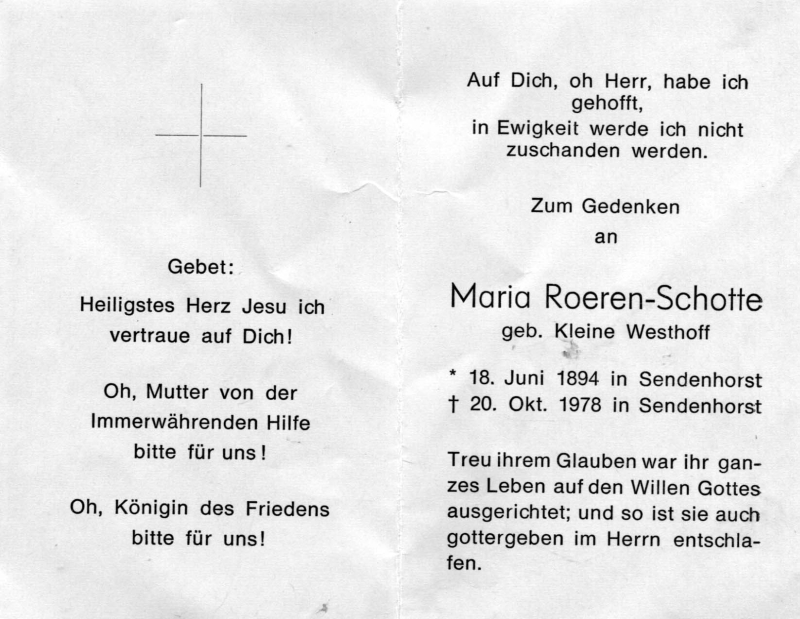 Gebet:
Heiligstes Herz Jesu ich
vertraue auf Dich!
Oh, Mutter von der
Immerwährenden Hilfe
bitte für uns!
Oh, Königin des Friedens
bitte für uns!
Auf Dich, oh Herr, habe ich
gehofft,
in Ewigkeit werde ich nicht
zuschanden werden.
Zum Gedenken
an
Maria Roeren-Schotte
geb. Kleine Westhoff
* 18. Juni 1894 in Sendenhorst
† 20. Okt. 1978 in Sendenhorst
Treu ihrem Glauben war ihr gan-
zes Leben auf den Willen Gottes
ausgerichtet; und so ist sie auch
gottergeben im Herrn entschla-
fen.